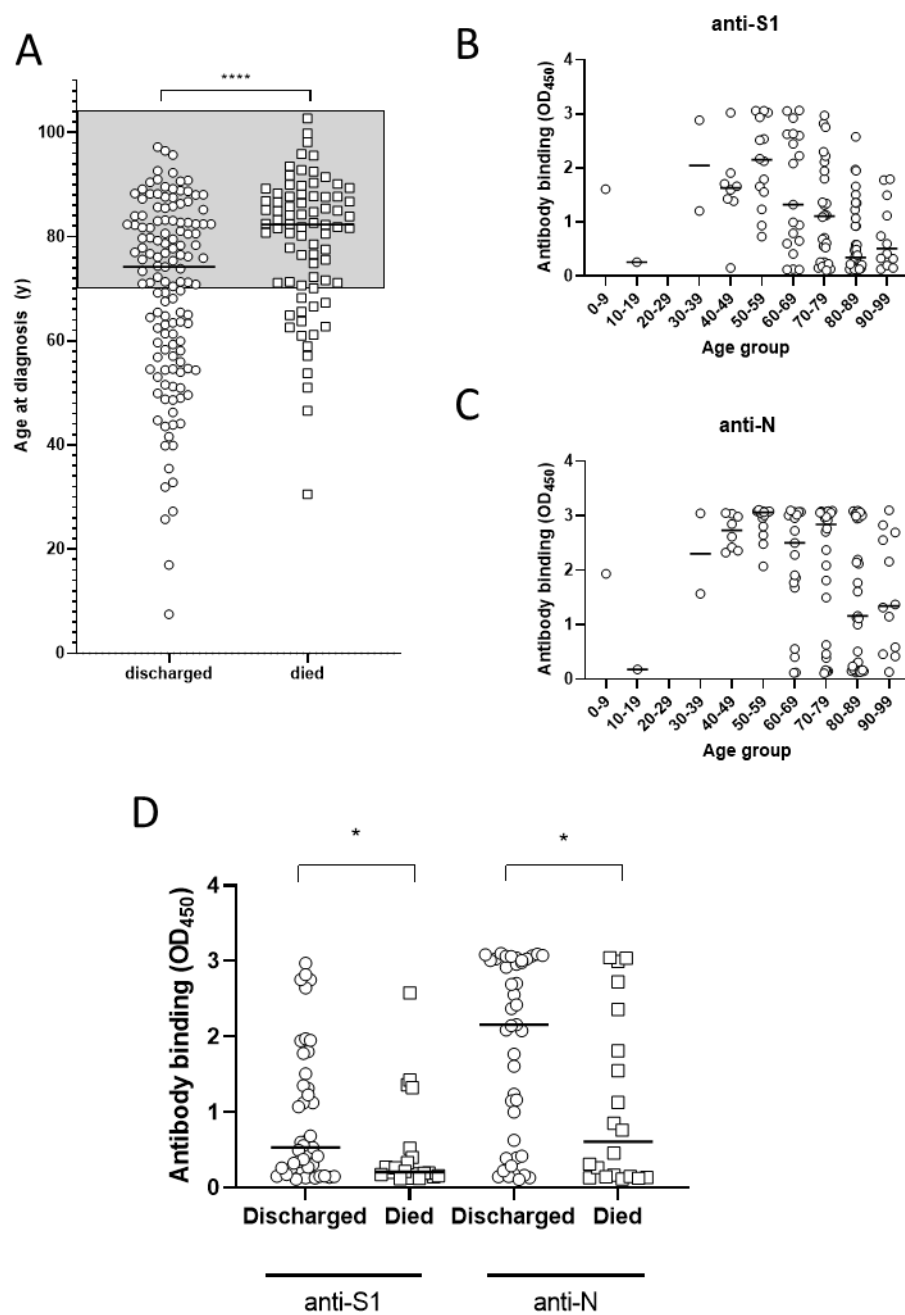 A
****
100
80
60
40
20
0
Age at diagnosis (y)
discharged died
B
anti-S1
4
3
2
1
0
Antibody binding (OD450)
0-9 10-19 20-29 30-39 40-49 50-59 60-69 70-79 80-89 90-99
Age group
C
anti-N
4
3
2
1
0
Antibody binding (OD450)
0-9 10-19 20-29 30-39 40-49 50-59 60-69 70-79 80-89 90-99
Age group
D
* *
4
3
2
1
0
Antibody binding (OD450)
Discharged Died Discharged Died
anti-S1 anti-N